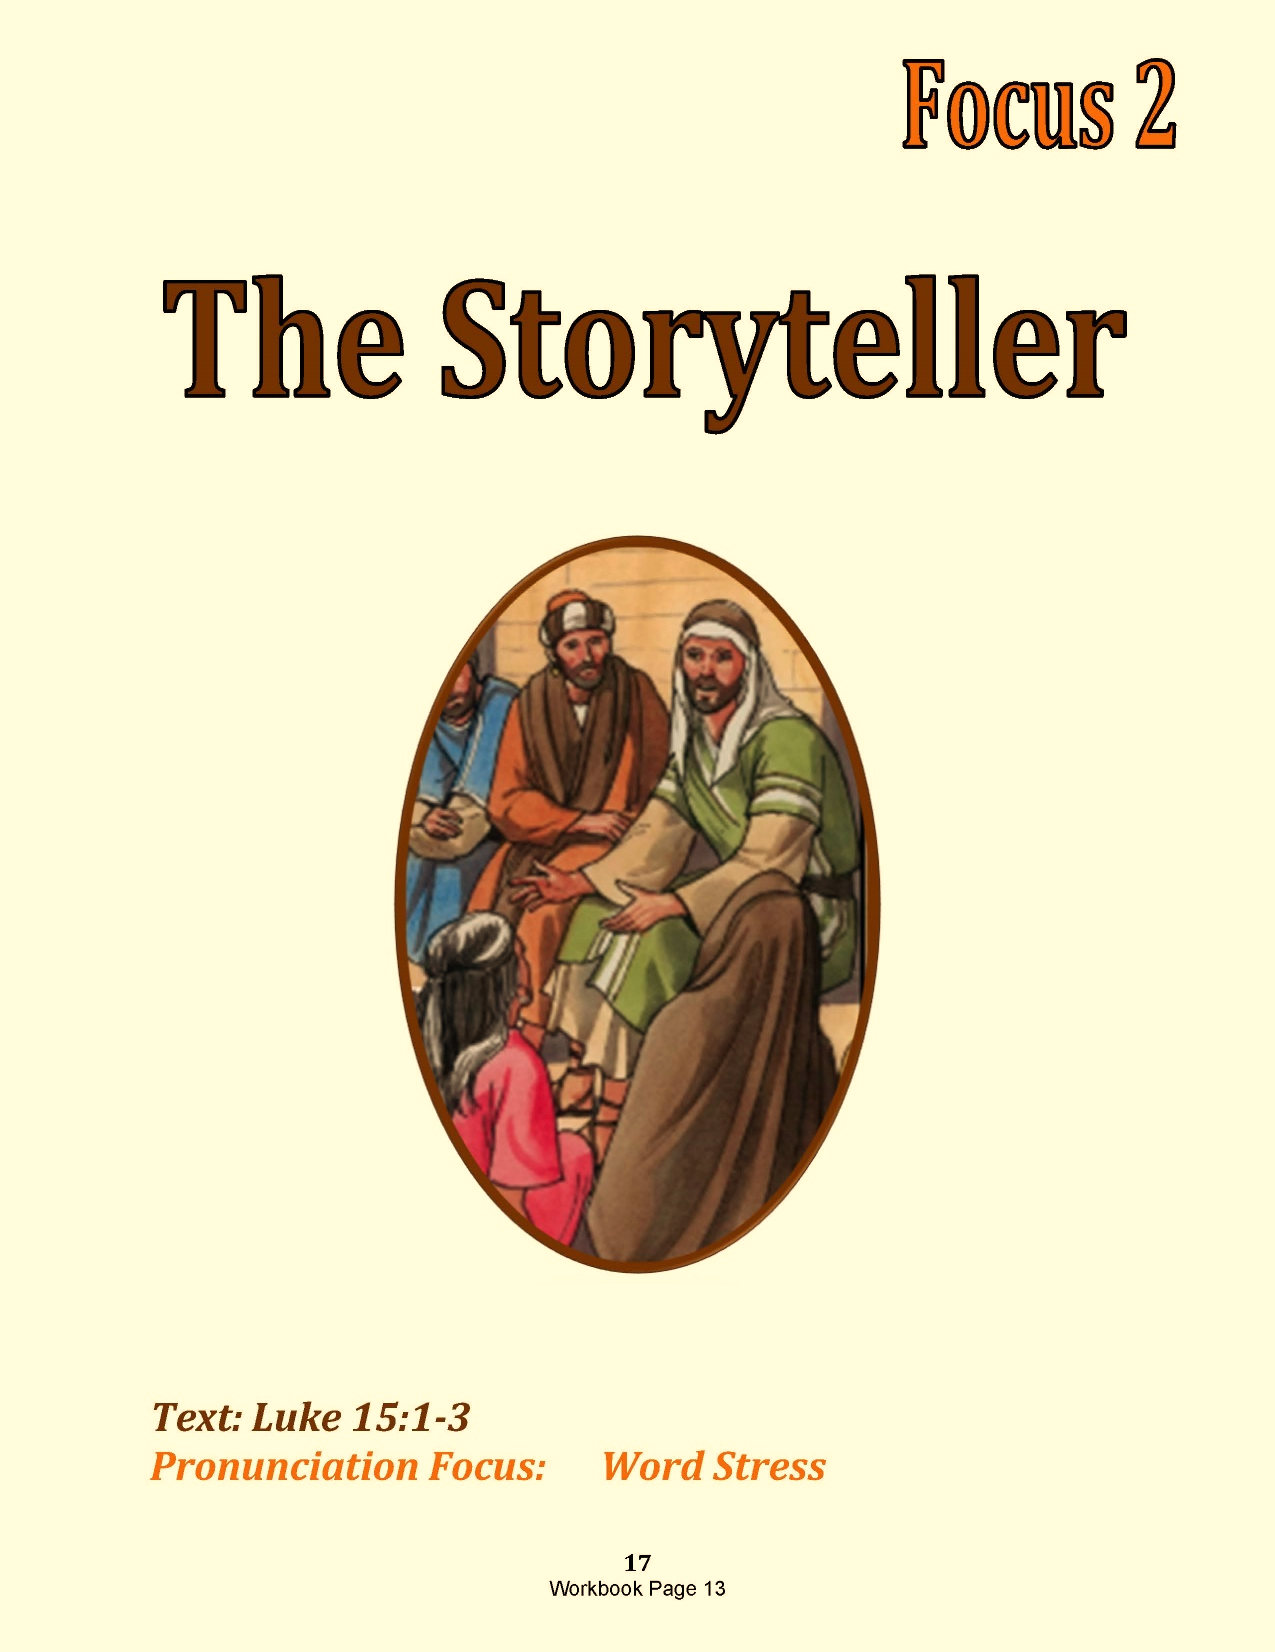 Focus 2
The Storyteller
Text: Luke 15:1-3
Pronunciation Focus: Word Stress
17
Workbook Page 13